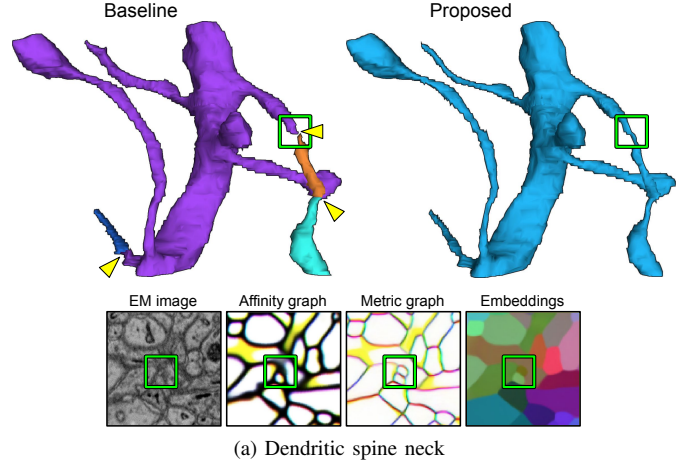 Baseline
Proposed
EM image
Affinity graph
Metric graph
Embeddings
(a) Dendritic spine neck